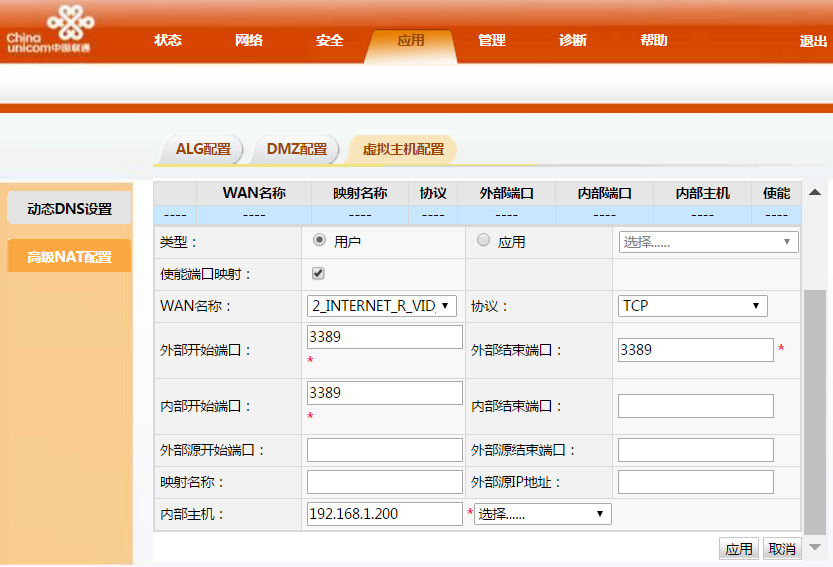 China unicom中国联通
状态 网络 安全 应用 管理 诊断 帮助 退出
ALG配置 DMZ配置 虚拟主机配置
动态DNS设置
高级NAT配置
WAN名称 映射名称 协议 外部端口 内部端口 内部主机 使能
---- ---- ---- ---- ---- ---- ---- ----
类型： 用户 应用 选择......
使能端口映射：
WAN名称： 2_INTERNET_R_VID 协议： TCP
外部开始端口： 3389 * 外部结束端口： 3389 *
内部开始端口： 3389 * 内部结束端口：
外部源开始端口： 外部源结束端口：
映射名称： 外部源IP地址：
内部主机： 192.168.1.200 * 选择......
应用 取消